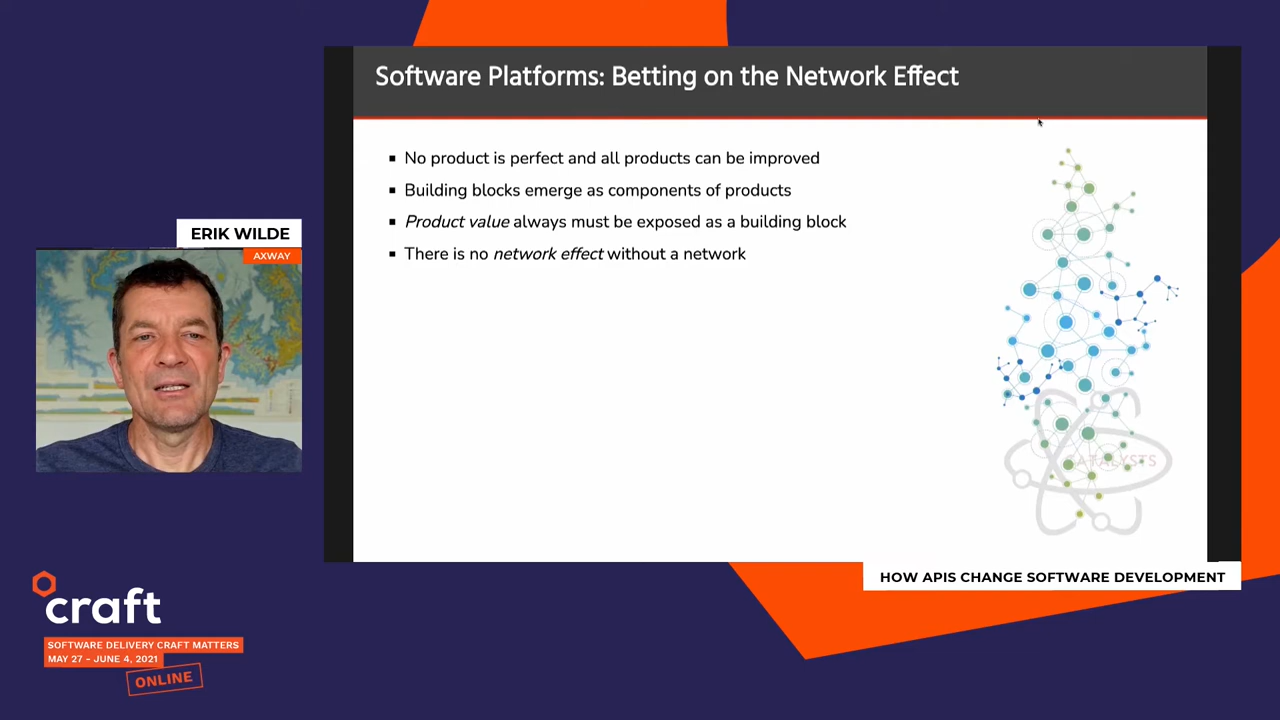 Software Platforms: Betting on the Network Effect
No product is perfect and all products can be improved
Building blocks emerge as components of products
Product value always must be exposed as a building block
There is no network effect without a network
CATALYSTS
ERIK WILDE
AXWAY
HOW APIS CHANGE SOFTWARE DEVELOPMENT
craft
SOFTWARE DELIVERY CRAFT MATTERS
MAY 27 - JUNE 4, 2021
ONLINE